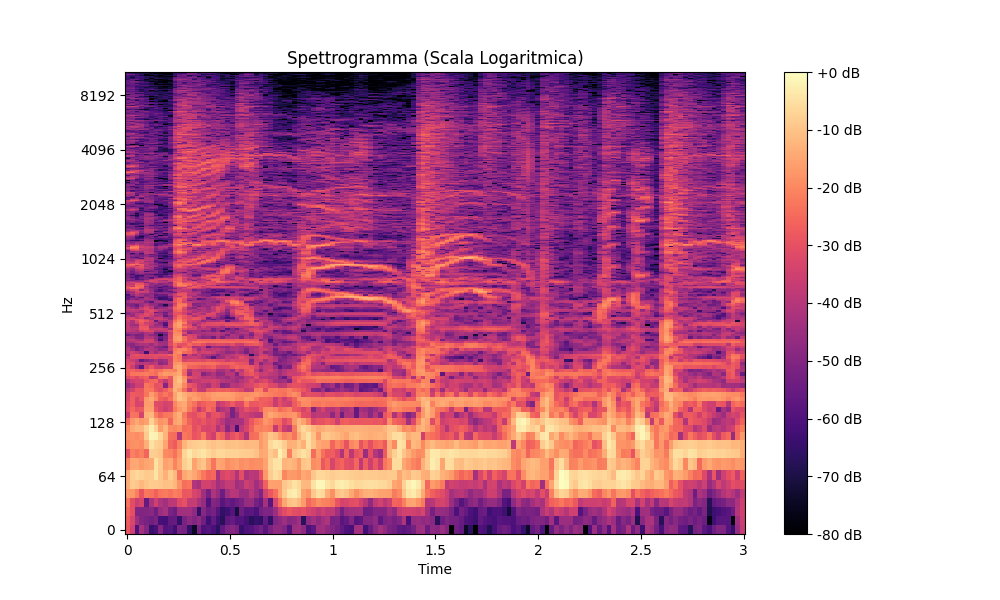 Spettrogramma (Scala Logaritmica)
Hz
8192
4096
2048
1024
512
256
128
64
0
0 0.5 1 1.5 2 2.5 3
Time
+0 dB
-10 dB
-20 dB
-30 dB
-40 dB
-50 dB
-60 dB
-70 dB
-80 dB